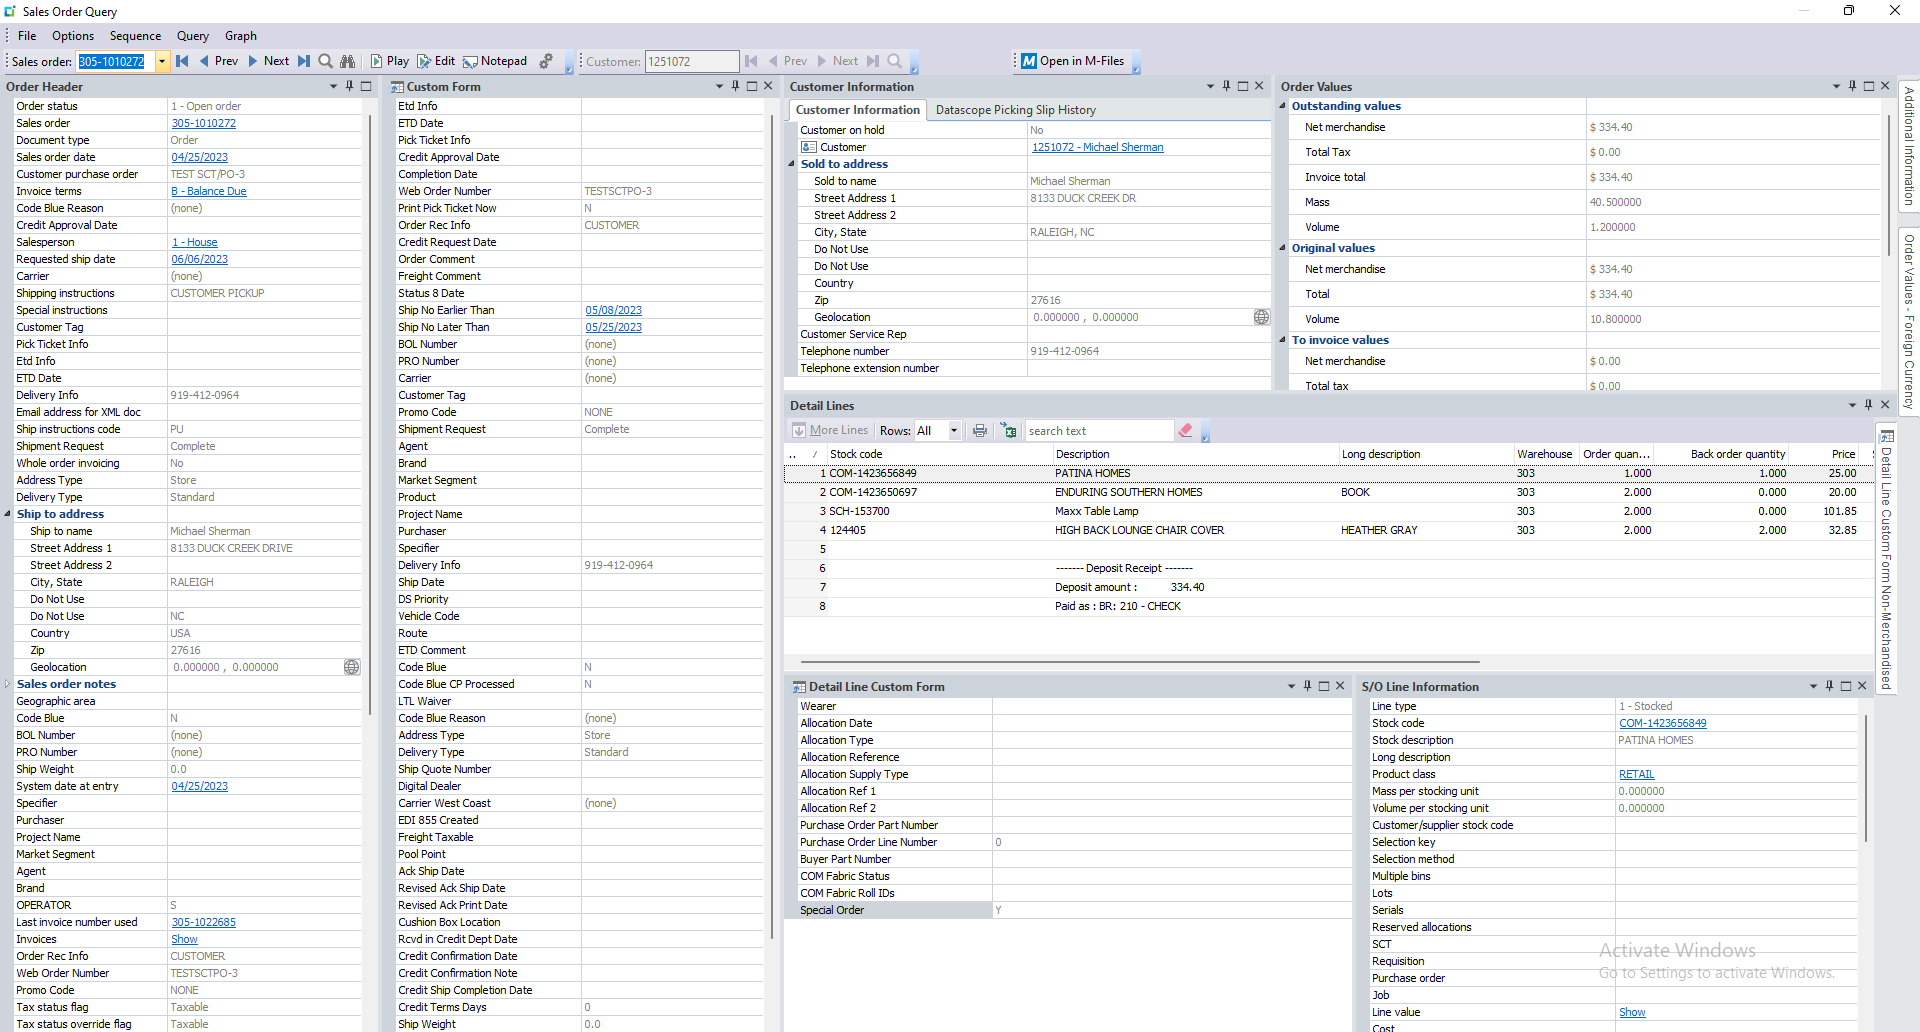 Sales Order Query
File Options Sequence Query Graph
Sales order: 305-1010272 Prev Next Play Edit Notepad Customer: 1251072 Prev Next Open in M-Files
Order Header
Order status 1 - Open order
Sales order 305-1010272
Document type Order
Sales order date 04/25/2023
Customer purchase order TEST SCT/PO-3
Invoice terms B - Balance Due
Code Blue Reason (none)
Credit Approval Date
Salesperson 1 - House
Requested ship date 06/06/2023
Carrier (none)
Shipping instructions CUSTOMER PICKUP
Special instructions
Customer Tag
Pick Ticket Info
Etd Info
ETD Date
Delivery Info 919-412-0964
Email address for XML doc
Ship instructions code PU
Shipment Request Complete
Whole order invoicing No
Address Type Store
Delivery Type Standard
Ship to address
Ship to name Michael Sherman
Street Address 1 8133 DUCK CREEK DRIVE
Street Address 2
City, State RALEIGH
Do Not Use
Do Not Use NC
Country USA
Zip 27616
Geolocation 0.000000 , 0.000000
Sales order notes
Geographic area
Code Blue N
BOL Number (none)
PRO Number (none)
Ship Weight 0.0
System date at entry 04/25/2023
Specifier
Purchaser
Project Name
Market Segment
Agent
Brand
OPERATOR S
Last invoice number used 305-1022685
Invoices Show
Order Rec Info CUSTOMER
Web Order Number TESTSCTPO-3
Promo Code NONE
Tax status flag Taxable
Tax status override flag Taxable
Custom Form
Etd Info
ETD Date
Pick Ticket Info
Credit Approval Date
Completion Date
Web Order Number TESTSCTPO-3
Print Pick Ticket Now N
Order Rec Info CUSTOMER
Credit Request Date
Order Comment
Freight Comment
Status 8 Date
Ship No Earlier Than 05/08/2023
Ship No Later Than 05/25/2023
BOL Number (none)
PRO Number (none)
Carrier (none)
Customer Tag
Promo Code NONE
Shipment Request Complete
Agent
Brand
Market Segment
Product
Project Name
Purchaser
Specifier
Delivery Info 919-412-0964
Ship Date
DS Priority
Vehicle Code
Route
ETD Comment
Code Blue N
Code Blue CP Processed N
LTL Waiver
Code Blue Reason (none)
Address Type Store
Delivery Type Standard
Ship Quote Number
Digital Dealer
Carrier West Coast (none)
EDI 855 Created
Freight Taxable
Pool Point
Ack Ship Date
Revised Ack Ship Date
Revised Ack Print Date
Cushion Box Location
Rcvd in Credit Dept Date
Credit Confirmation Date
Credit Confirmation Note
Credit Ship Completion Date
Credit Terms Days 0
Ship Weight 0.0
Customer Information
Customer Information Datascope Picking Slip History
Customer on hold No
Customer 1251072 - Michael Sherman
Sold to address
Sold to name Michael Sherman
Street Address 1 8133 DUCK CREEK DR
Street Address 2
City, State RALEIGH, NC
Do Not Use
Do Not Use
Country
Zip 27616
Geolocation 0.000000 , 0.000000
Customer Service Rep
Telephone number 919-412-0964
Telephone extension number
Order Values
Outstanding values
Net merchandise $ 334.40
Total Tax $ 0.00
Invoice total $ 334.40
Mass 40.500000
Volume 1.200000
Original values
Net merchandise $ 334.40
Total $ 334.40
Volume 10.800000
To invoice values
Net merchandise $ 0.00
Total tax $ 0.00
Additional Information
Order Values - Foreign Currency
Detail Lines
More Lines Rows: All search text
.. / Stock code Description Long description Warehouse Order quan... Back order quantity Price
1 COM-1423656849 PATINA HOMES 303 1.000 1.000 25.00
2 COM-1423650697 ENDURING SOUTHERN HOMES BOOK 303 2.000 0.000 20.00
3 SCH-153700 Maxx Table Lamp 303 2.000 0.000 101.85
4 124405 HIGH BACK LOUNGE CHAIR COVER HEATHER GRAY 303 2.000 2.000 32.85
5
6 ------- Deposit Receipt -------
7 Deposit amount : 334.40
8 Paid as : BR: 210 - CHECK
Detail Line Custom Form Non-Merchandised
Detail Line Custom Form
Wearer
Allocation Date
Allocation Type
Allocation Reference
Allocation Supply Type
Allocation Ref 1
Allocation Ref 2
Purchase Order Part Number
Purchase Order Line Number 0
Buyer Part Number
COM Fabric Status
COM Fabric Roll IDs
Special Order Y
S/O Line Information
Line type 1 - Stocked
Stock code COM-1423656849
Stock description PATINA HOMES
Long description
Product class RETAIL
Mass per stocking unit 0.000000
Volume per stocking unit 0.000000
Customer/supplier stock code
Selection key
Selection method
Multiple bins
Lots
Serials
Reserved allocations
SCT
Requisition
Purchase order
Job
Line value Show
Cost
Activate Windows
Go to Settings to activate Windows.